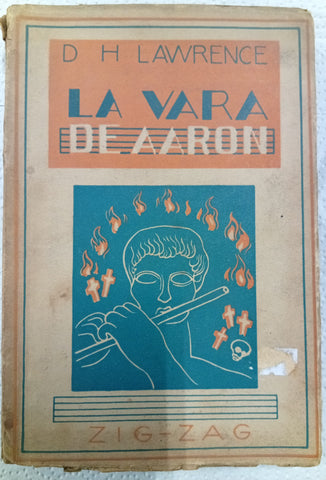 D H LAWRENCE
LA VARA
DE AARON
ZIG-ZAG